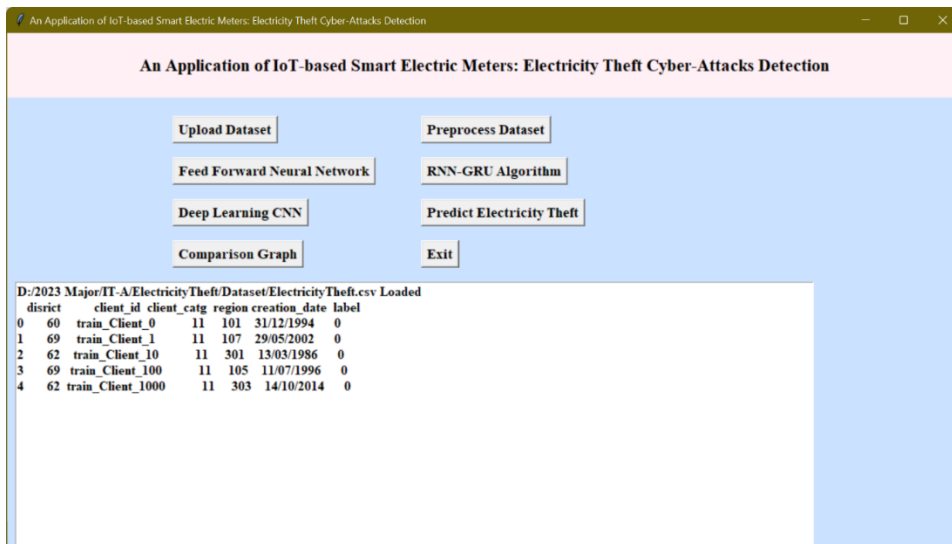 An Application of IoT-based Smart Electric Meters: Electricity Theft Cyber-Attacks Detection
An Application of IoT-based Smart Electric Meters: Electricity Theft Cyber-Attacks Detection
Upload Dataset Preprocess Dataset
Feed Forward Neural Network RNN-GRU Algorithm
Deep Learning CNN Predict Electricity Theft
Comparison Graph Exit
D:/2023 Major/IT-A/ElectricityTheft/Dataset/ElectricityTheft.csv Loaded
disrict client_id client_catg region creation_date label
0 60 train_Client_0 11 101 31/12/1994 0
1 69 train_Client_1 11 107 29/05/2002 0
2 62 train_Client_10 11 301 13/03/1986 0
3 69 train_Client_100 11 105 11/07/1996 0
4 62 train_Client_1000 11 303 14/10/2014 0